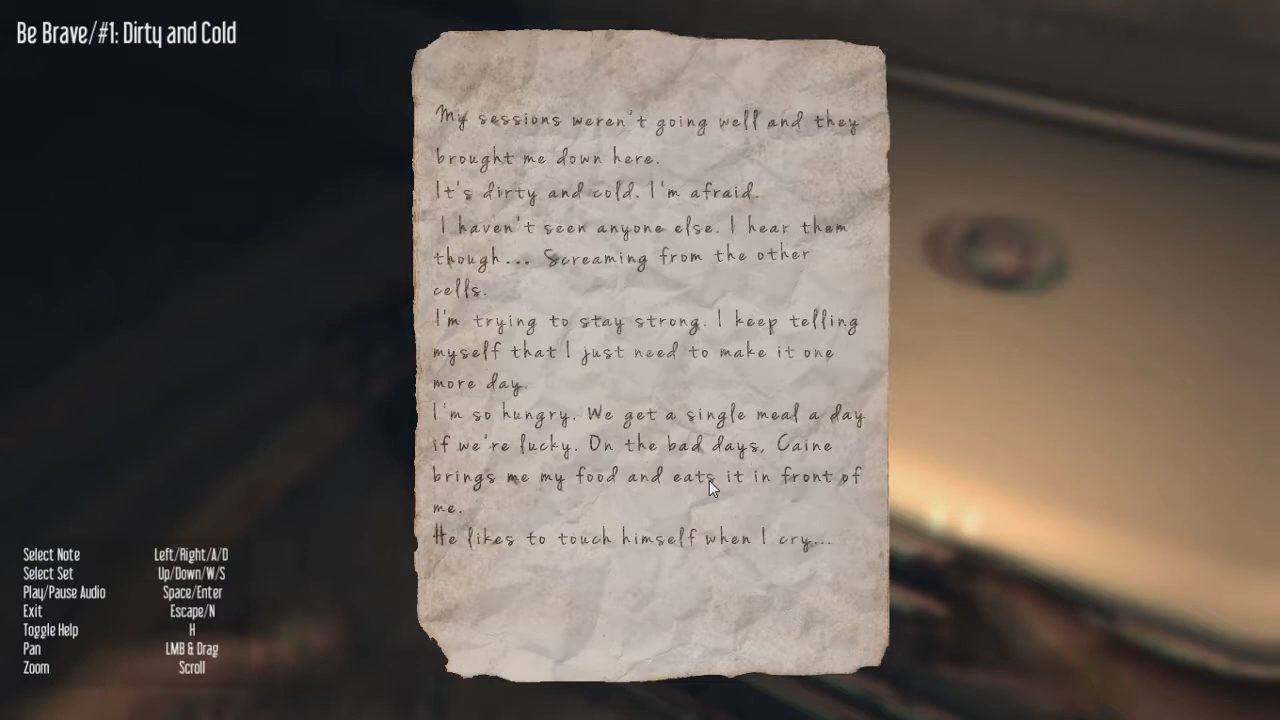 Be Brave/#1: Dirty and Cold
My sessions weren't going well and they
brought me down here.
It's dirty and cold. I'm afraid.
I haven't seen anyone else. I hear them
though... Screaming from the other
cells.
I'm trying to stay strong. I keep telling
myself that I just need to make it one
more day.
I'm so hungry. We get a single meal a day
if we're lucky. On the bad days, Caine
brings me my food and eats it in front of
me.
He likes to touch himself when I cry...
Select Note Left/Right/A/D
Select Set Up/Down/W/S
Play/Pause Audio Space/Enter
Exit Escape/N
Toggle Help H
Pan LMB & Drag
Zoom Scroll